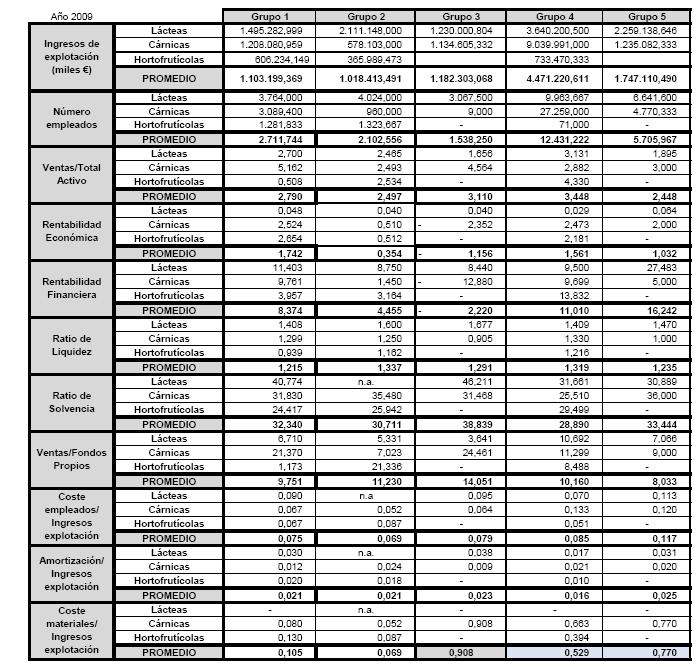 Año 2009 Grupo 1 Grupo 2 Grupo 3 Grupo 4 Grupo 5
Ingresos de explotación (miles €)
Lácteas 1.495.282,999 2.111.148,000 1.230.000,804 3.640.200,500 2.259.138,646
Cárnicas 1.208.080,959 578.103,000 1.134.605,332 9.039.991,000 1.235.082,333
Hortofrutícolas 606.234,149 365.989,473 733.470,333
PROMEDIO 1.103.199,369 1.018.413,491 1.182.303,068 4.471.220,611 1.747.110,490
Número empleados
Lácteas 3.764,000 4.024,000 3.067,500 9.963,667 6.641,600
Cárnicas 3.089,400 960,000 9,000 27.259,000 4.770,333
Hortofrutícolas 1.281,833 1.323,667 - 71,000 -
PROMEDIO 2.711,744 2.102,556 1.538,250 12.431,222 5.705,967
Ventas/Total Activo
Lácteas 2,700 2,465 1,656 3,131 1,895
Cárnicas 5,162 2,493 4,564 2,882 3,000
Hortofrutícolas 0,508 2,534 - 4,330 -
PROMEDIO 2,790 2,497 3,110 3,448 2,448
Rentabilidad Económica
Lácteas 0,048 0,040 0,040 0,029 0,064
Cárnicas 2,524 0,510 - 2,352 2,473 2,000
Hortofrutícolas 2,654 0,512 - 2,181 -
PROMEDIO 1,742 0,354 - 1,156 1,561 1,032
Rentabilidad Financiera
Lácteas 11,403 8,750 8,440 9,500 27,483
Cárnicas 9,761 1,450 - 12,880 9,699 5,000
Hortofrutícolas 3,957 3,164 - 13,832 -
PROMEDIO 8,374 4,455 - 2,220 11,010 16,242
Ratio de Liquidez
Lácteas 1,408 1,600 1,677 1,409 1,470
Cárnicas 1,299 1,250 0,905 1,330 1,000
Hortofrutícolas 0,939 1,162 - 1,216 -
PROMEDIO 1,215 1,337 1,291 1,319 1,235
Ratio de Solvencia
Lácteas 40,774 n.a. 46,211 31,661 30,889
Cárnicas 31,830 35,480 31,468 25,510 36,000
Hortofrutícolas 24,417 25,942 - 29,499 -
PROMEDIO 32,340 30,711 38,839 28,890 33,444
Ventas/Fondos Propios
Lácteas 6,710 5,331 3,641 10,692 7,066
Cárnicas 21,370 7,023 24,461 11,299 9,000
Hortofrutícolas 1,173 21,336 - 8,488 -
PROMEDIO 9,751 11,230 14,051 10,160 8,033
Coste empleados/ Ingresos explotación
Lácteas 0,090 n.a 0,095 0,070 0,113
Cárnicas 0,067 0,052 0,064 0,133 0,120
Hortofrutícolas 0,067 0,087 - 0,051 -
PROMEDIO 0,075 0,069 0,079 0,085 0,117
Amortización/ Ingresos explotación
Lácteas 0,030 n.a. 0,038 0,017 0,031
Cárnicas 0,012 0,024 0,009 0,021 0,020
Hortofrutícolas 0,020 0,018 - 0,010 -
PROMEDIO 0,021 0,021 0,023 0,016 0,025
Coste materiales/ Ingresos explotación
Lácteas - n.a. - - -
Cárnicas 0,080 0,052 0,908 0,663 0,770
Hortofrutícolas 0,130 0,087 - 0,394 -
PROMEDIO 0,105 0,069 0,908 0,529 0,770